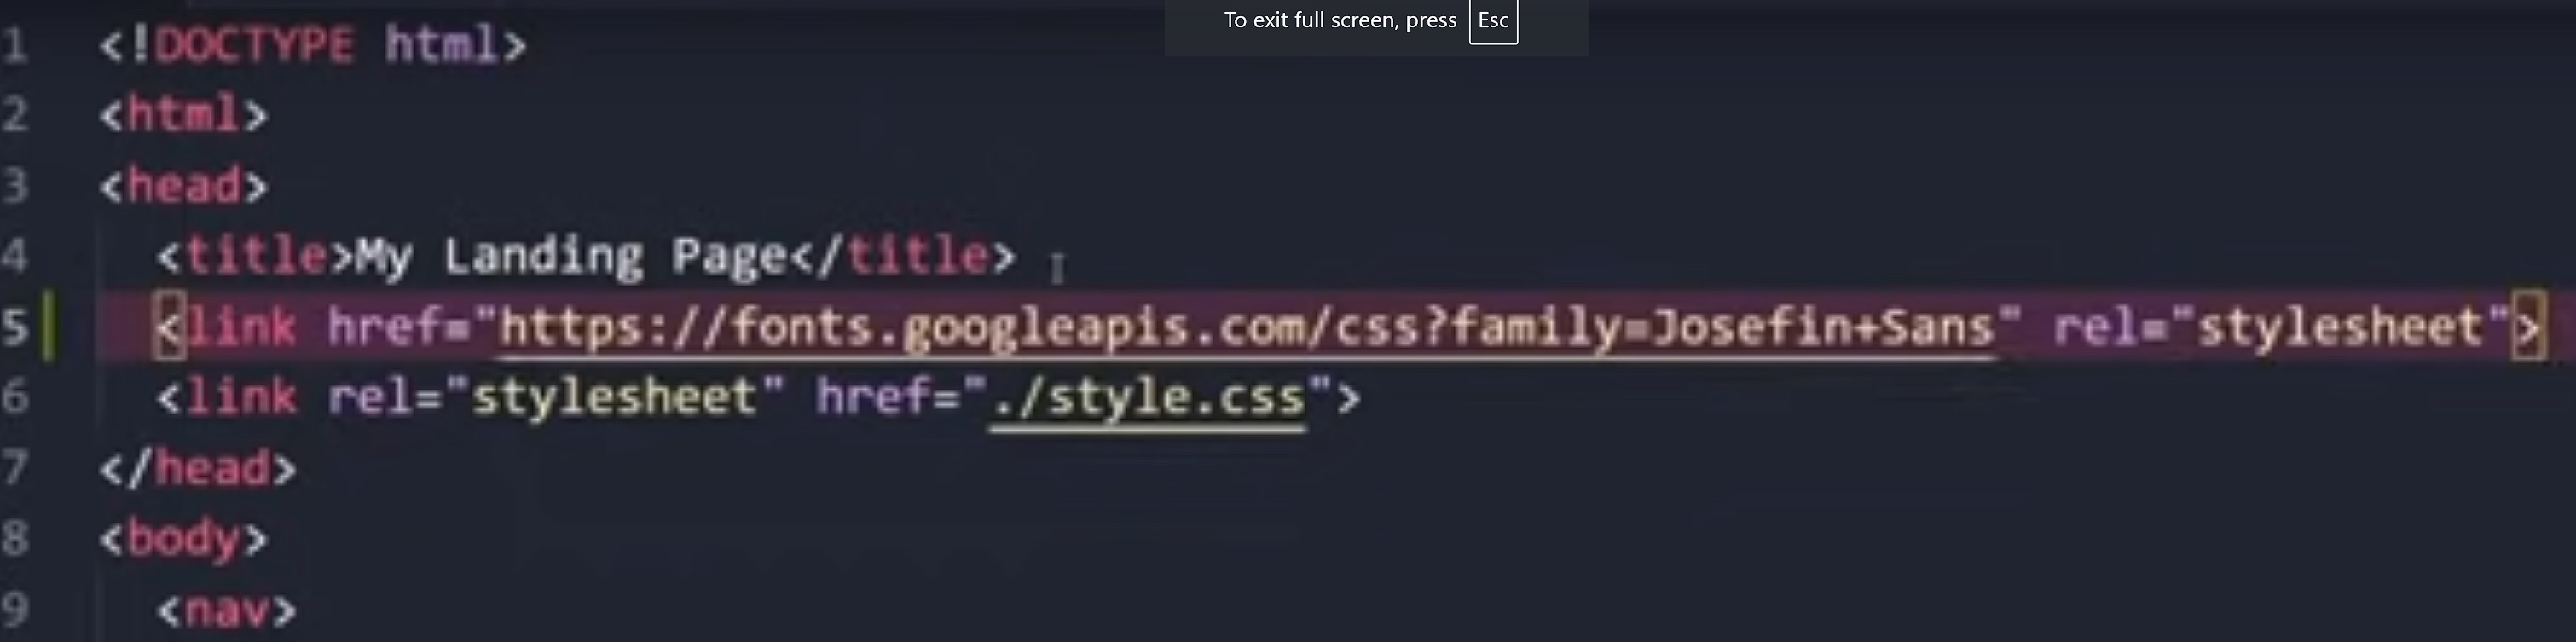 To exit full screen, press Esc
1 <!DOCTYPE html>
2 <html>
3 <head>
4 <title>My Landing Page</title>
5 <link href="https://fonts.googleapis.com/css?family=Josefin+Sans" rel="stylesheet">
6 <link rel="stylesheet" href="./style.css">
7 </head>
8 <body>
9 <nav>